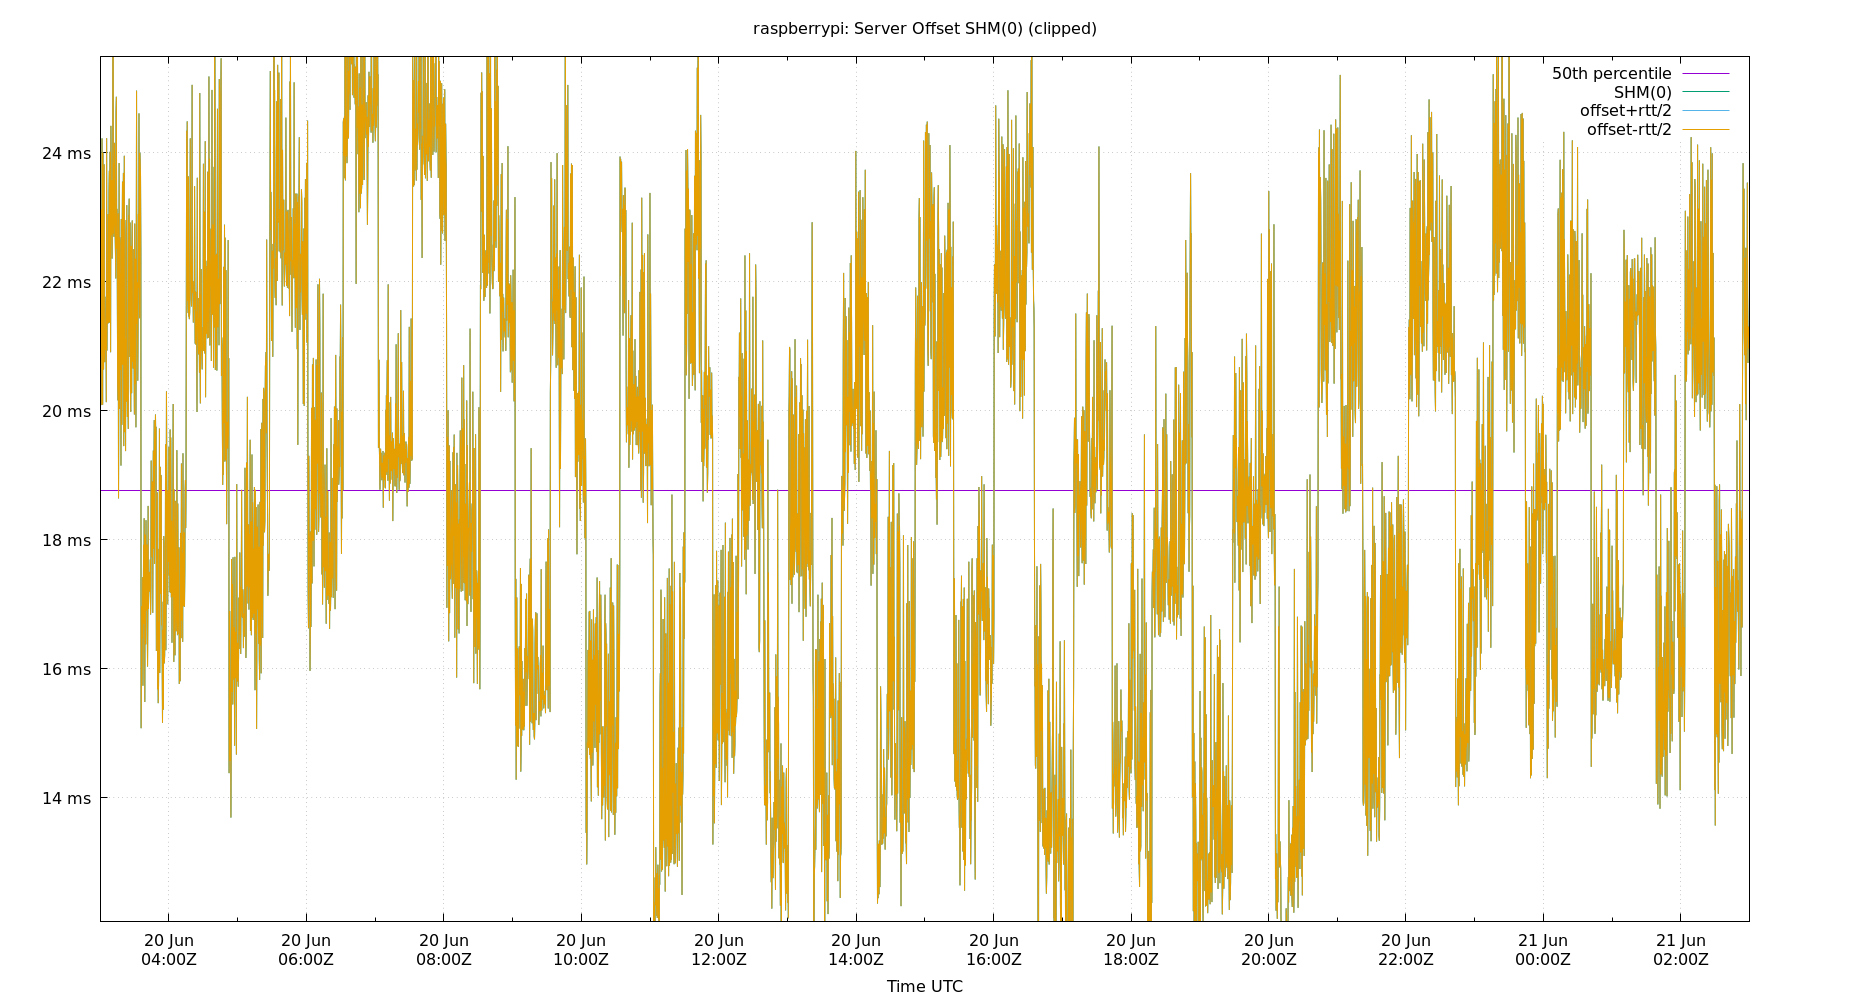 raspberrypi: Server Offset SHM(0) (clipped)
50th percentile
SHM(0)
offset+rtt/2
offset-rtt/2
24 ms
22 ms
20 ms
18 ms
16 ms
14 ms
20 Jun 20 Jun 20 Jun 20 Jun 20 Jun 20 Jun 20 Jun 20 Jun 20 Jun 20 Jun 21 Jun 21 Jun
04:00Z 06:00Z 08:00Z 10:00Z 12:00Z 14:00Z 16:00Z 18:00Z 20:00Z 22:00Z 00:00Z 02:00Z
Time UTC